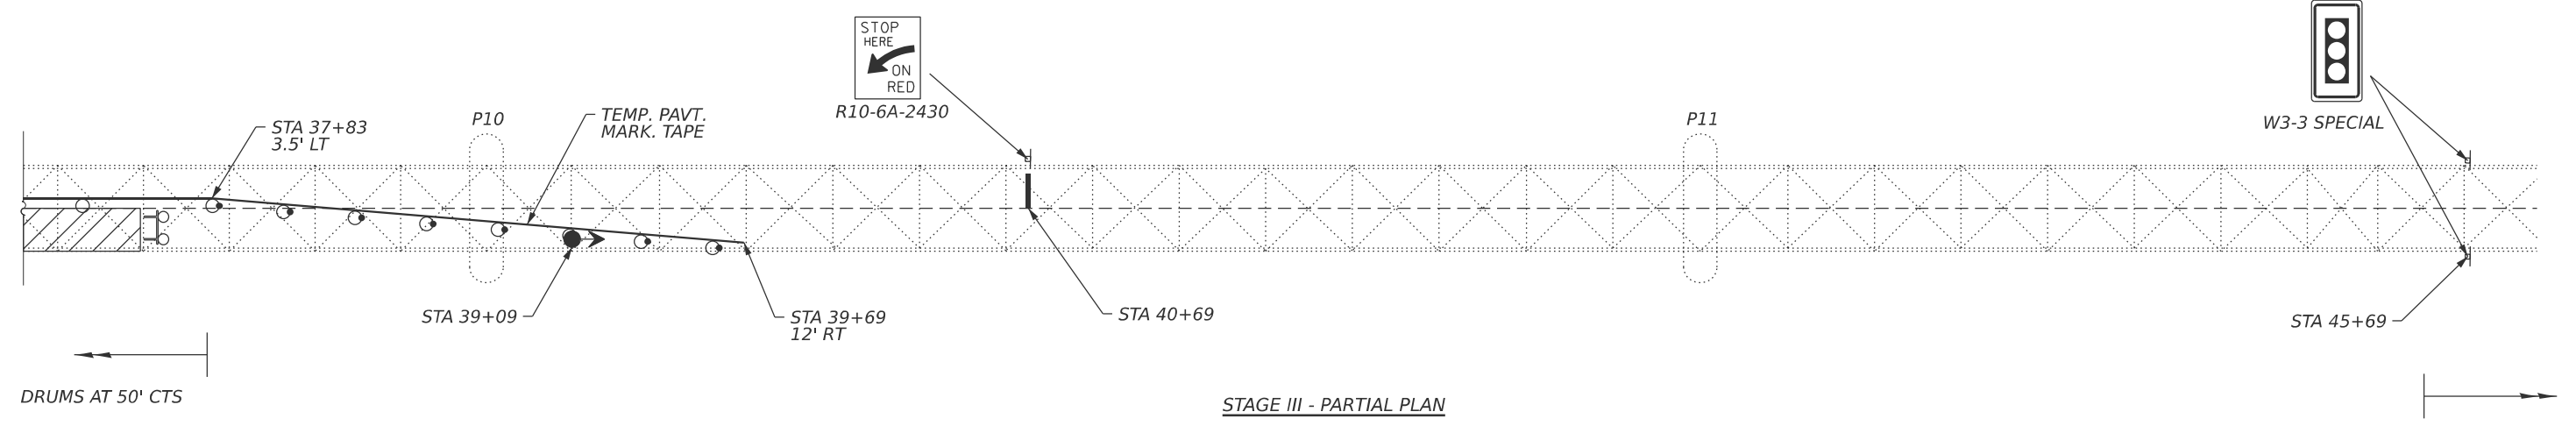 STOP
HERE
ON
RED
R10-6A-2430
W3-3 SPECIAL
P10
TEMP. PAVT.
MARK. TAPE
P11
STA 37+83
3.5' LT
STA 39+09
STA 39+69
12' RT
STA 40+69
STA 45+69
DRUMS AT 50' CTS
STAGE III - PARTIAL PLAN